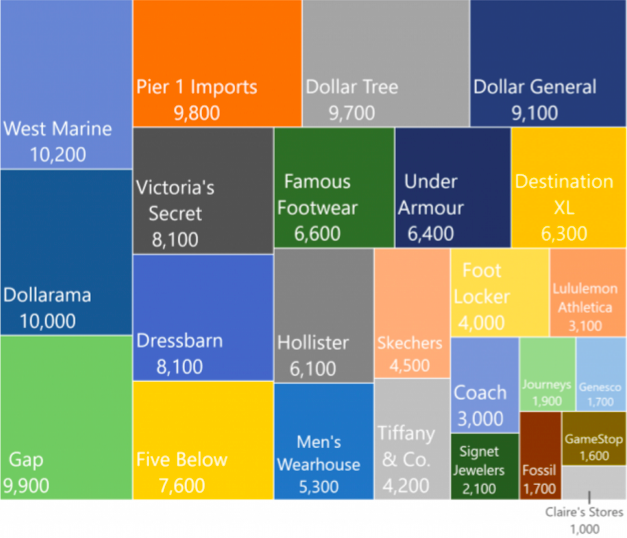 West Marine
10,200
Pier 1 Imports
9,800
Dollar Tree
9,700
Dollar General
9,100
Dollarama
10,000
Victoria's
Secret
8,100
Famous
Footwear
6,600
Under
Armour
6,400
Destination
XL
6,300
Gap
9,900
Dressbarn
8,100
Hollister
6,100
Skechers
4,500
Foot
Locker
4,000
Lululemon
Athletica
3,100
Five Below
7,600
Men's
Wearhouse
5,300
Tiffany
& Co.
4,200
Coach
3,000
Journeys
1,900
Genesco
1,700
Signet
Jewelers
2,100
Fossil
1,700
GameStop
1,600
Claire's Stores
1,000